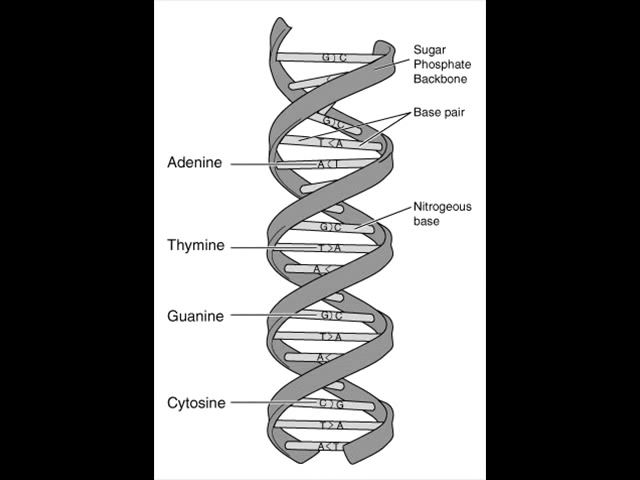 G C
Sugar
Phosphate
Backbone
G C
Base pair
T<A
Adenine
A<T
Nitrogeous
base
G C
Thymine
T>A
A<
Guanine
G C
T>A
A<
Cytosine
C G
T>A
A<T